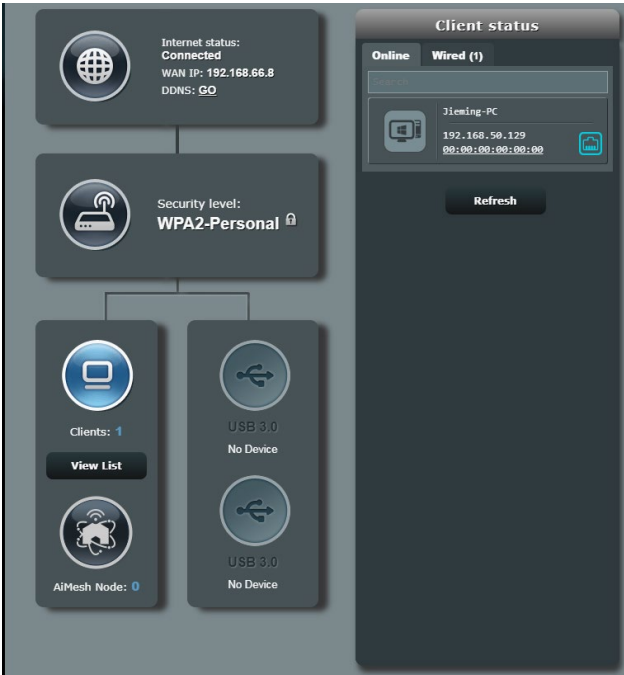 Internet status:
Connected
WAN IP: 192.168.66.8
DDNS: GO
Security level:
WPA2-Personal
Clients: 1
View List
AiMesh Node: 0
USB 3.0
No Device
USB 3.0
No Device
Client status
Online Wired (1)
Search
Jieming-PC
192.168.50.129
00:00:00:00:00:00
Refresh